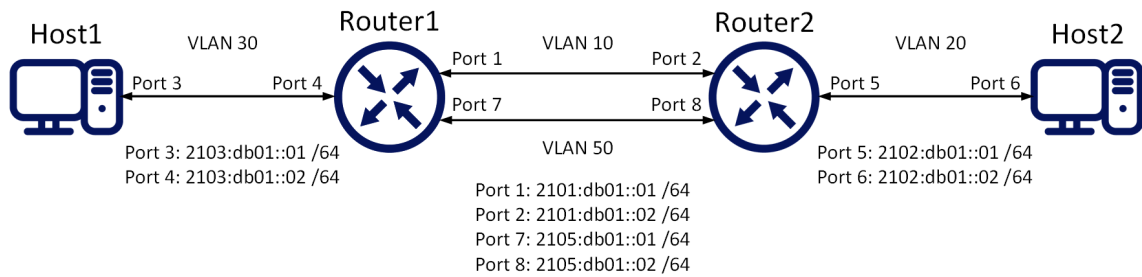 Host1
VLAN 30
Router1
VLAN 10
Router2
VLAN 20
Host2
Port 3
Port 4
Port 1
Port 2
Port 5
Port 6
Port 7
Port 8
VLAN 50
Port 3: 2103:db01::01 /64
Port 4: 2103:db01::02 /64
Port 1: 2101:db01::01 /64
Port 2: 2101:db01::02 /64
Port 7: 2105:db01::01 /64
Port 8: 2105:db01::02 /64
Port 5: 2102:db01::01 /64
Port 6: 2102:db01::02 /64